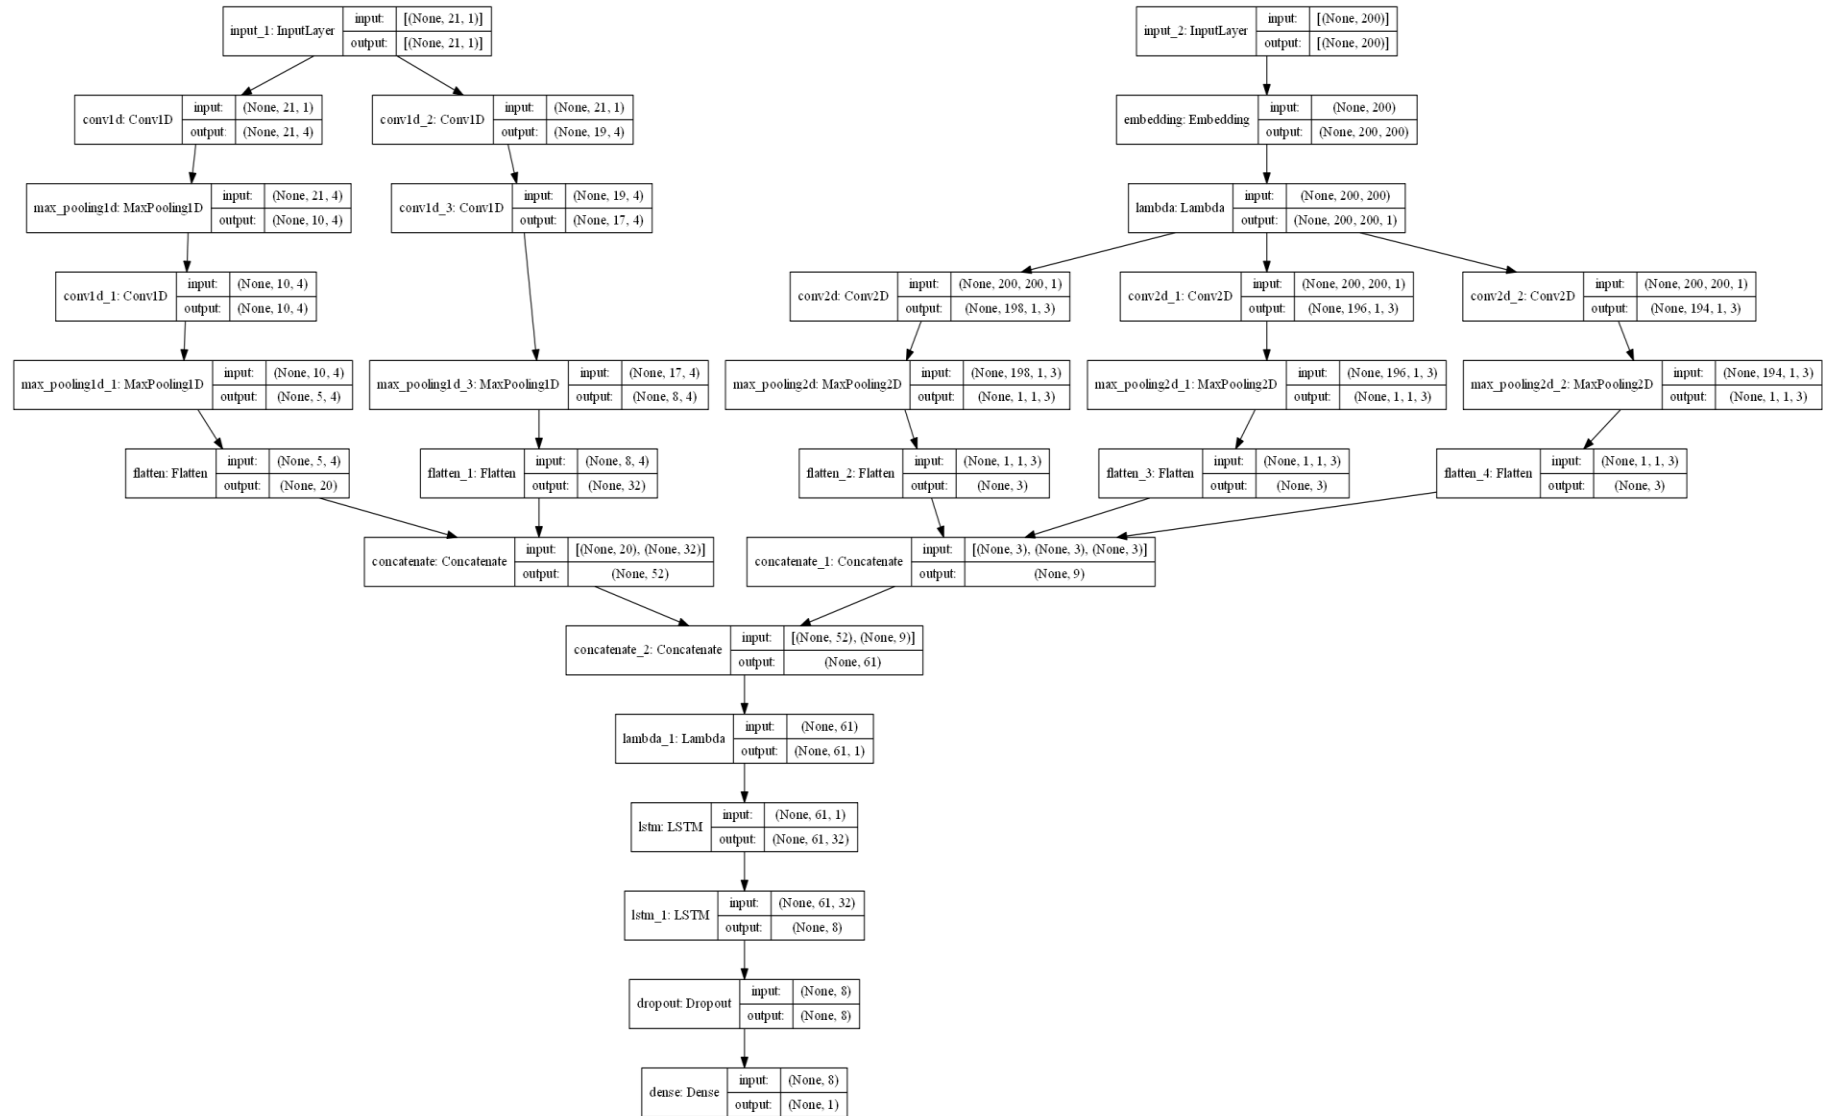 input_1: InputLayer
input: [(None, 21, 1)]
output: [(None, 21, 1)]
input_2: InputLayer
input: [(None, 200)]
output: [(None, 200)]
conv1d: Conv1D
input: (None, 21, 1)
output: (None, 21, 4)
conv1d_2: Conv1D
input: (None, 21, 1)
output: (None, 19, 4)
embedding: Embedding
input: (None, 200)
output: (None, 200, 200)
max_pooling1d: MaxPooling1D
input: (None, 21, 4)
output: (None, 10, 4)
conv1d_3: Conv1D
input: (None, 19, 4)
output: (None, 17, 4)
lambda: Lambda
input: (None, 200, 200)
output: (None, 200, 200, 1)
conv1d_1: Conv1D
input: (None, 10, 4)
output: (None, 10, 4)
conv2d: Conv2D
input: (None, 200, 200, 1)
output: (None, 198, 1, 3)
conv2d_1: Conv2D
input: (None, 200, 200, 1)
output: (None, 196, 1, 3)
conv2d_2: Conv2D
input: (None, 200, 200, 1)
output: (None, 194, 1, 3)
max_pooling1d_1: MaxPooling1D
input: (None, 10, 4)
output: (None, 5, 4)
max_pooling1d_3: MaxPooling1D
input: (None, 17, 4)
output: (None, 8, 4)
max_pooling2d: MaxPooling2D
input: (None, 198, 1, 3)
output: (None, 1, 1, 3)
max_pooling2d_1: MaxPooling2D
input: (None, 196, 1, 3)
output: (None, 1, 1, 3)
max_pooling2d_2: MaxPooling2D
input: (None, 194, 1, 3)
output: (None, 1, 1, 3)
flatten: Flatten
input: (None, 5, 4)
output: (None, 20)
flatten_1: Flatten
input: (None, 8, 4)
output: (None, 32)
flatten_2: Flatten
input: (None, 1, 1, 3)
output: (None, 3)
flatten_3: Flatten
input: (None, 1, 1, 3)
output: (None, 3)
flatten_4: Flatten
input: (None, 1, 1, 3)
output: (None, 3)
concatenate: Concatenate
input: [(None, 20), (None, 32)]
output: (None, 52)
concatenate_1: Concatenate
input: [(None, 3), (None, 3), (None, 3)]
output: (None, 9)
concatenate_2: Concatenate
input: [(None, 52), (None, 9)]
output: (None, 61)
lambda_1: Lambda
input: (None, 61)
output: (None, 61, 1)
lstm: LSTM
input: (None, 61, 1)
output: (None, 61, 32)
lstm_1: LSTM
input: (None, 61, 32)
output: (None, 8)
dropout: Dropout
input: (None, 8)
output: (None, 8)
dense: Dense
input: (None, 8)
output: (None, 1)